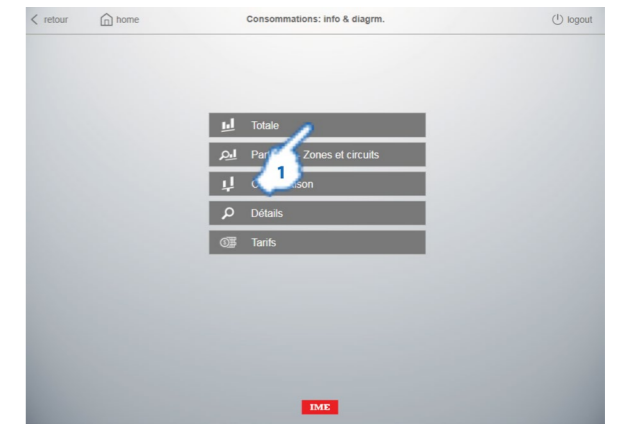 retour
home
Consommations: info & diagrm.
logout
Totale
Zones et circuits
1
Détails
Tarifs
IME